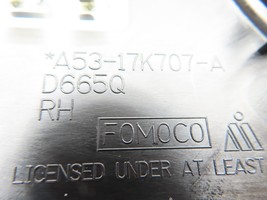 *A53-17K707-A
D665Q
RH
FOMOCO
LICENSED UNDER AT LEAST